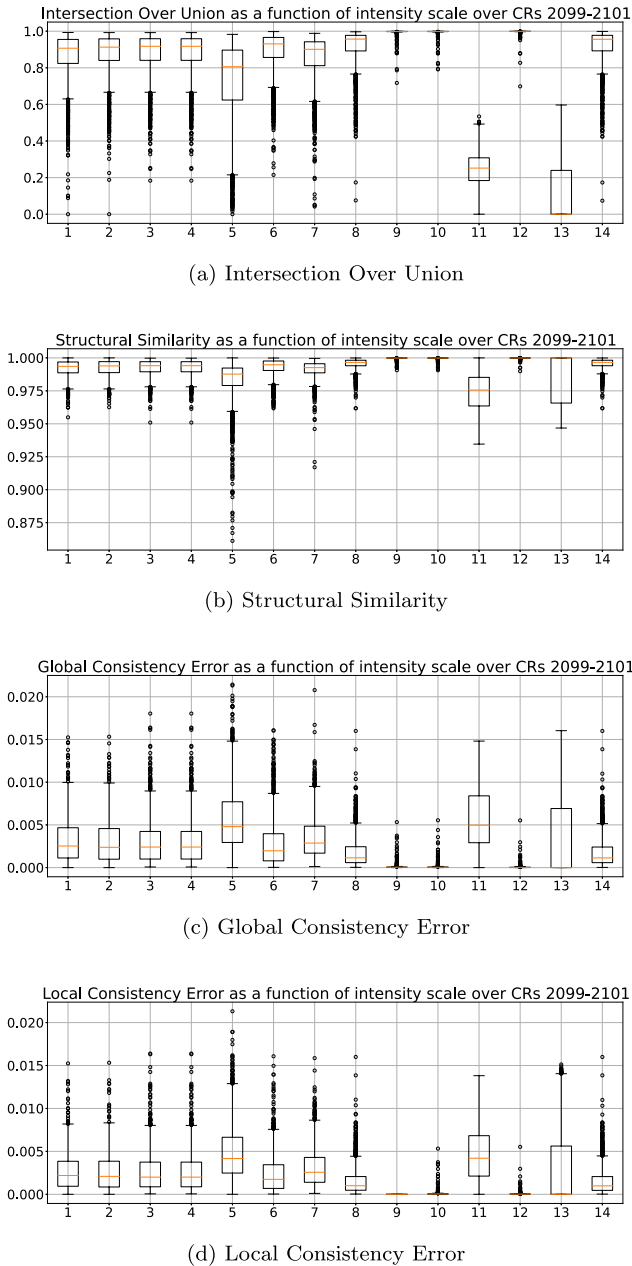 Intersection Over Union as a function of intensity scale over CRs 2099-2101
1.0
0.8
0.6
0.4
0.2
0.0
1 2 3 4 5 6 7 8 9 10 11 12 13 14
(a) Intersection Over Union
Structural Similarity as a function of intensity scale over CRs 2099-2101
1.000
0.975
0.950
0.925
0.900
0.875
1 2 3 4 5 6 7 8 9 10 11 12 13 14
(b) Structural Similarity
Global Consistency Error as a function of intensity scale over CRs 2099-2101
0.020
0.015
0.010
0.005
0.000
1 2 3 4 5 6 7 8 9 10 11 12 13 14
(c) Global Consistency Error
Local Consistency Error as a function of intensity scale over CRs 2099-2101
0.020
0.015
0.010
0.005
0.000
1 2 3 4 5 6 7 8 9 10 11 12 13 14
(d) Local Consistency Error